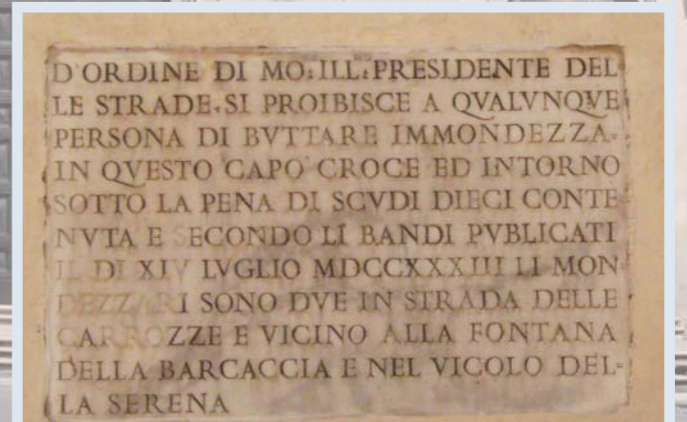 D'ORDINE DI MO: ILL: PRESIDENTE DEL
LE STRADE. SI PROIBISCE A QVALVNQVE
PERSONA DI BVTTARE IMMONDEZZA
IN QVESTO CAPO CROCE ED INTORNO
SOTTO LA PENA DI SCVDI DIECI CONTE
NVTA E SECONDO LI BANDI PVBLICATI
IL DI XIV LVGLIO MDCCXXXIII LI MON
DEZZARI SONO DVE IN STRADA DELLE
CARROZZE E VICINO ALLA FONTANA
DELLA BARCACCIA E NEL VICOLO DEL=
LA SERENA